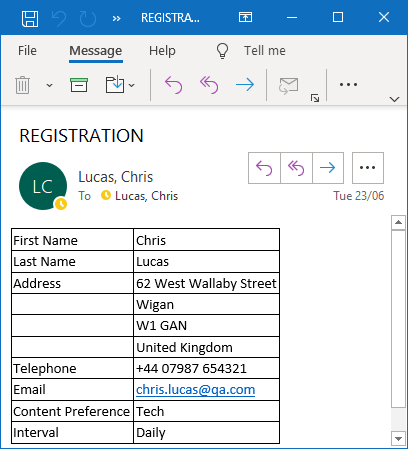 REGISTRA...
File Message Help Tell me
REGISTRATION
LC
Lucas, Chris
To Lucas, Chris
Tue 23/06
First Name Chris
Last Name Lucas
Address 62 West Wallaby Street
Wigan
W1 GAN
United Kingdom
Telephone +44 07987 654321
Email chris.lucas@qa.com
Content Preference Tech
Interval Daily